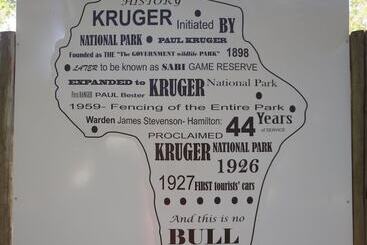 HISTORY
KRUGER Initiated BY
NATIONAL PARK • PAUL KRUGER
Founded as THE "The GOVERNMENT wildlife PARK" 1898
• LATER to be known as SABI GAME RESERVE
EXPANDED to KRUGER National Park
First RANGER PAUL Bester
1959- Fencing of the Entire Park •
Warden James Stevenson- Hamilton: 44 Years of SERVICE
PROCLAIMED
KRUGER NATIONAL PARK
1926
1927 FIRST tourists' cars
• • • • • •
And this is no
BULL